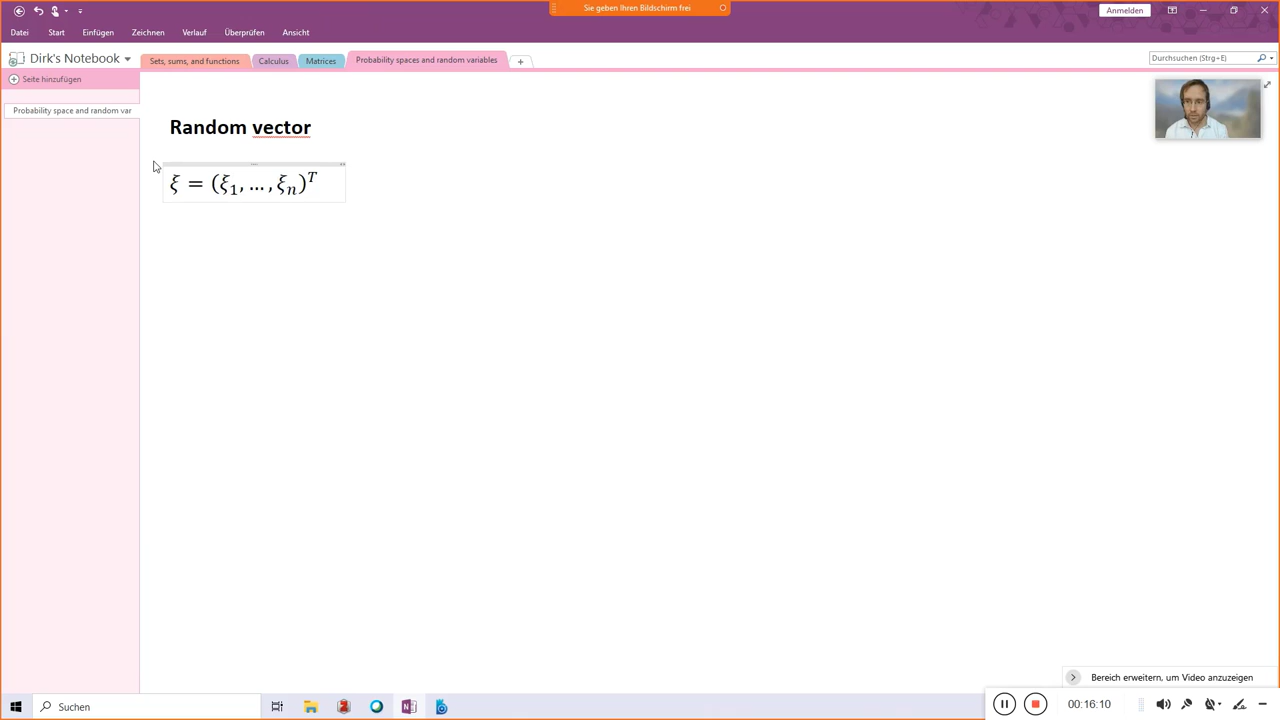 Sie geben Ihren Bildschirm frei
Anmelden
Datei Start Einfügen Zeichnen Verlauf Überprüfen Ansicht
Dirk's Notebook Sets, sums, and functions Calculus Matrices Probability spaces and random variables Durchsuchen (Strg+E)
Seite hinzufügen
Probability space and random var
Random vector
ξ = (ξ₁, … , ξₙ)ᵀ
Bereich erweitern, um Video anzuzeigen
Suchen 00:16:10